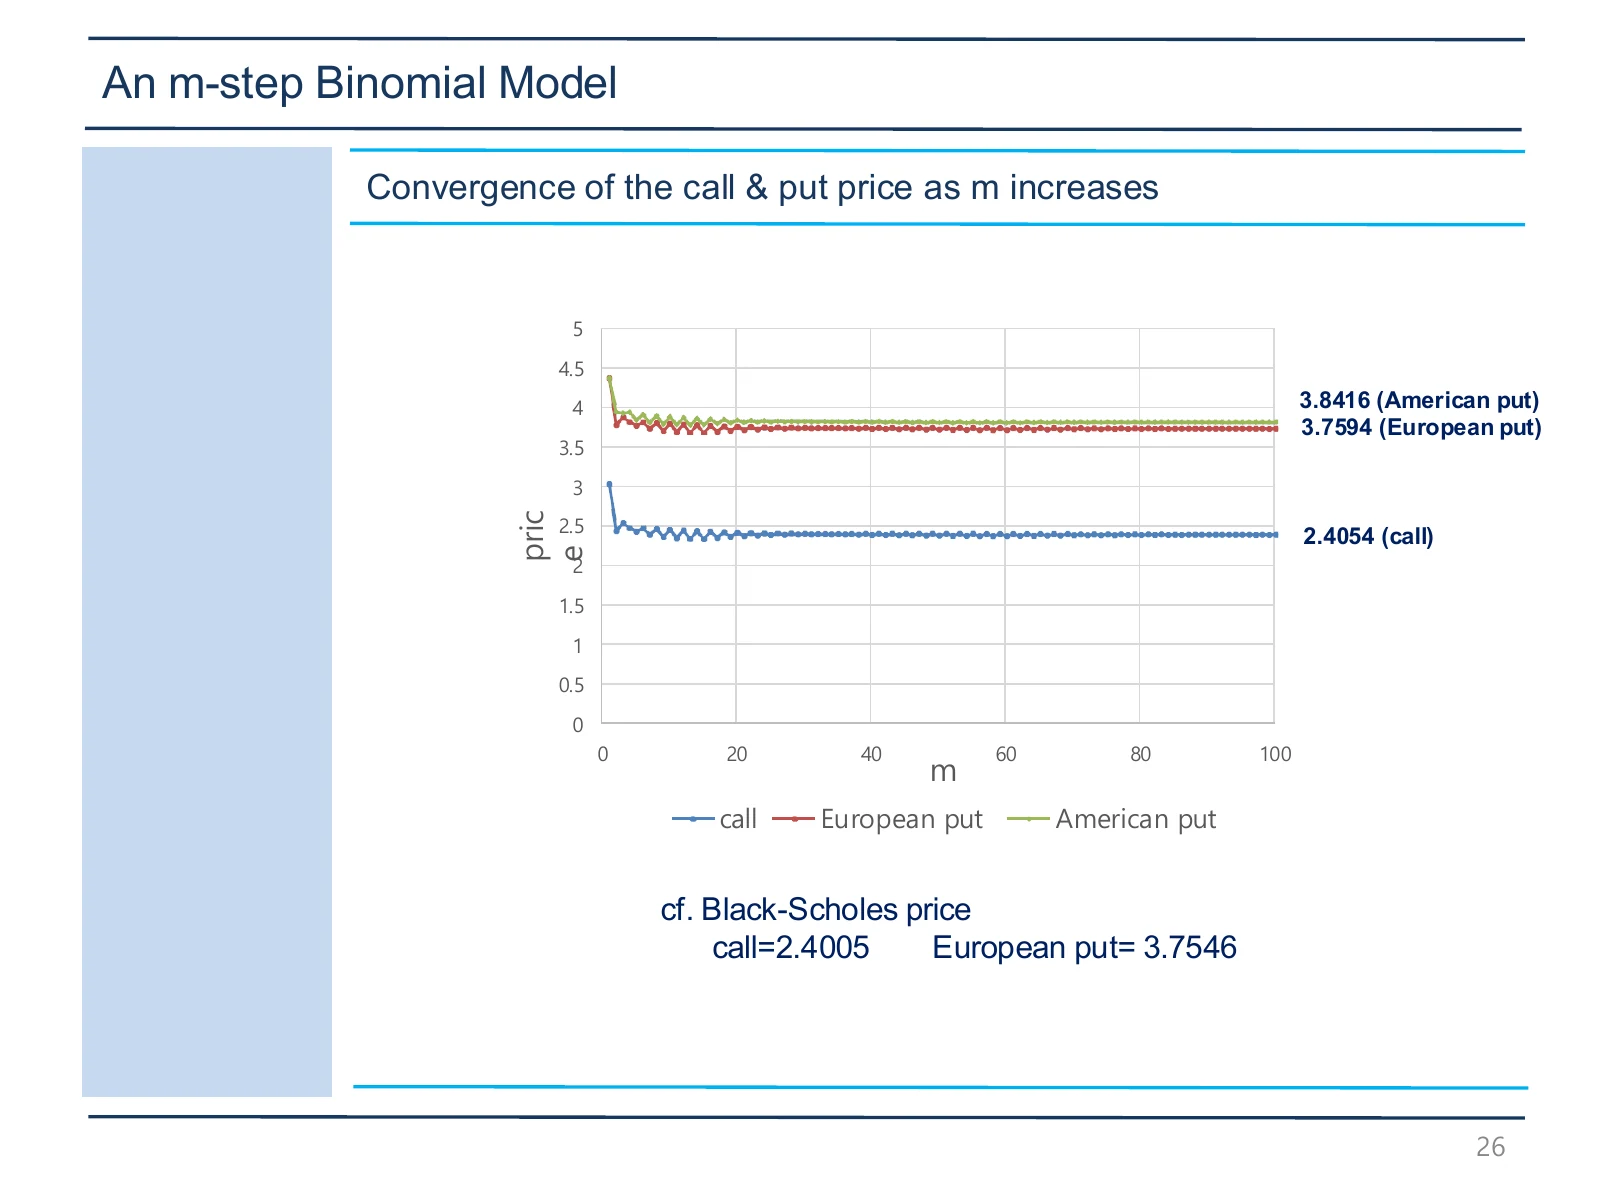 An m-step Binomial Model
Convergence of the call & put price as m increases
5
4.5
4
3.5
3
2.5
2
1.5
1
0.5
0
pric
e
0 20 40 60 80 100
m
3.8416 (American put)
3.7594 (European put)
2.4054 (call)
call European put American put
cf. Black-Scholes price
call=2.4005 European put= 3.7546
26